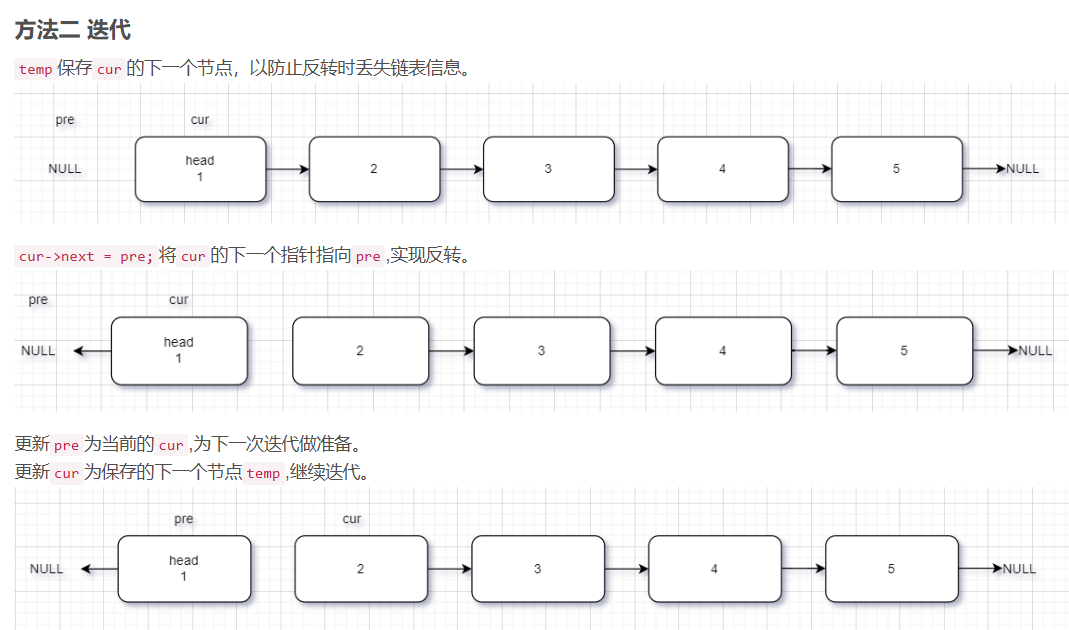 方法二 迭代
temp 保存 cur 的下一个节点，以防止反转时丢失链表信息。
pre cur
NULL head 2 3 4 5 NULL
1
cur->next = pre; 将 cur 的下一个指针指向 pre ,实现反转。
pre cur
NULL head 2 3 4 5 NULL
1
更新 pre 为当前的 cur ,为下一次迭代做准备。
更新 cur 为保存的下一个节点 temp ,继续迭代。
pre cur
NULL head 2 3 4 5 NULL
1